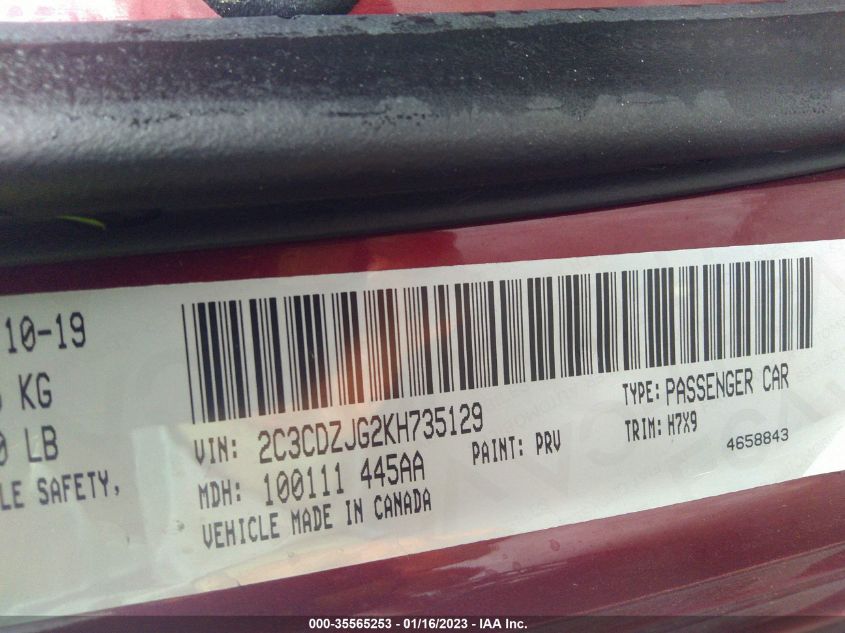 10-19
KG
LB
LE SAFETY,
VIN: 2C3CDZJG2KH735129
MDH: 100111 445AA
VEHICLE MADE IN CANADA
PAINT: PRV
TYPE: PASSENGER CAR
TRIM: H7X9
4658843
000-35565253 - 01/16/2023 - IAA Inc.